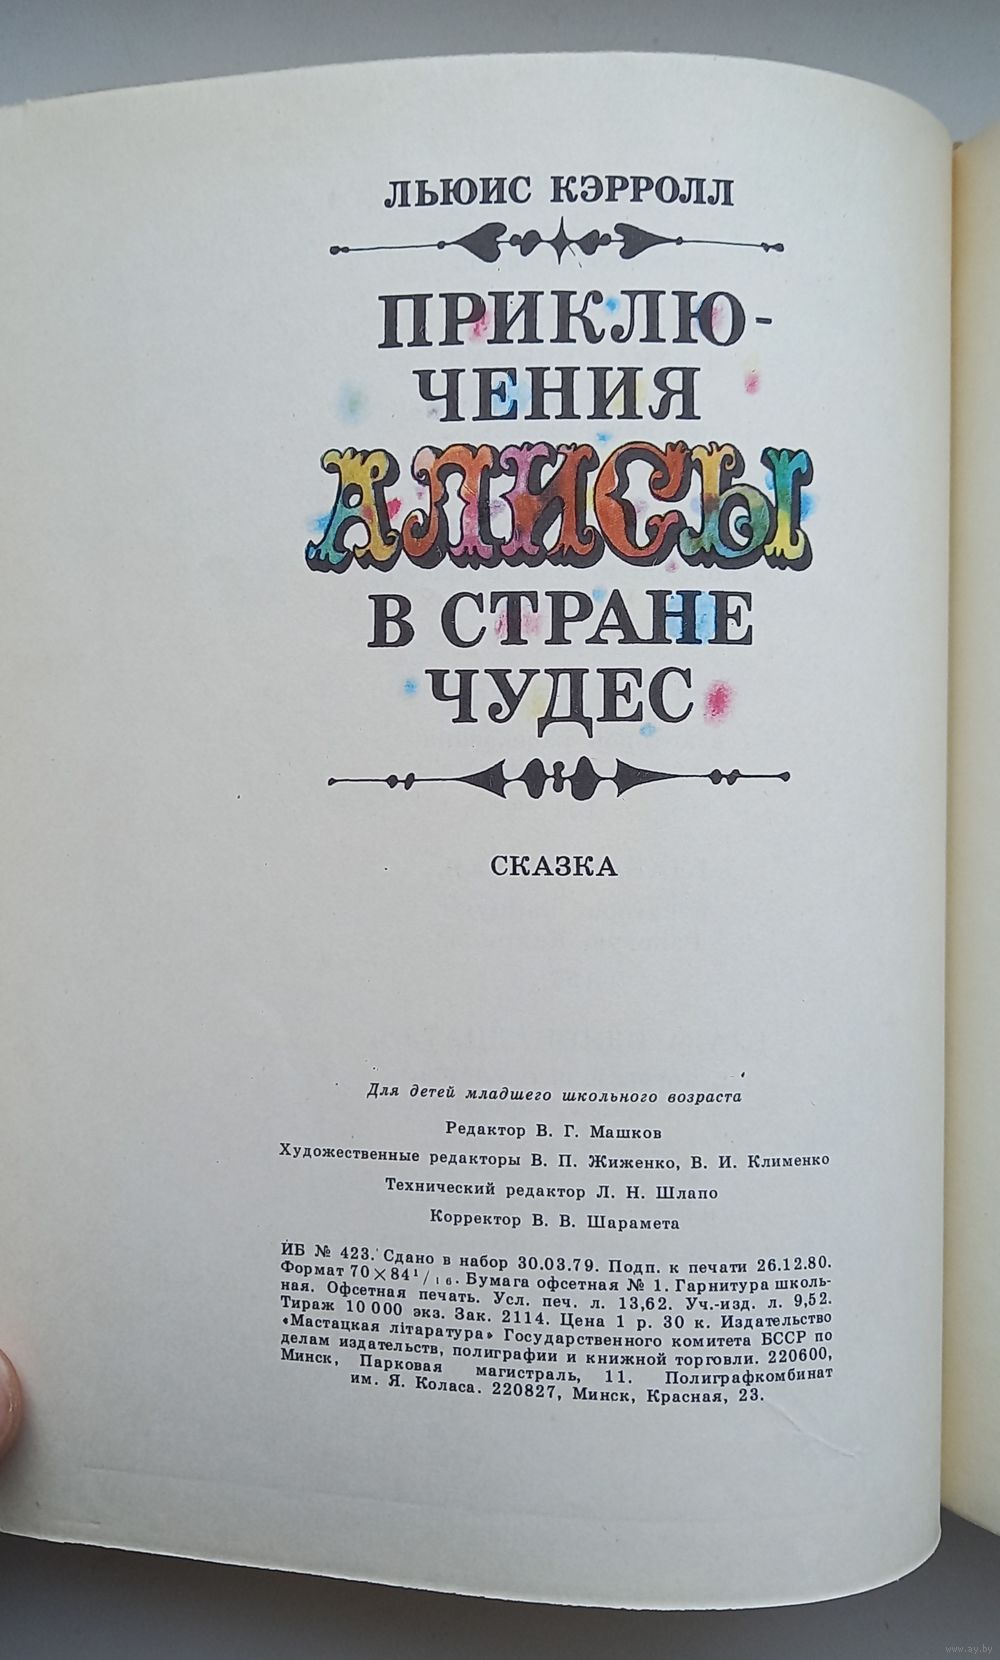 ЛЬЮИС КЭРРОЛЛ
ПРИКЛЮ-
ЧЕНИЯ
АЛИСЫ
В СТРАНЕ
ЧУДЕС
СКАЗКА
Для детей младшего школьного возраста
Редактор В. Г. Машков
Художественные редакторы В. П. Жиженко, В. И. Клименко
Технический редактор Л. Н. Шлапо
Корректор В. В. Шарамета
ИБ № 423. Сдано в набор 30.03.79. Подп. к печати 26.12.80.
Формат 70×84¹/₁₆. Бумага офсетная № 1. Гарнитура школь-
ная. Офсетная печать. Усл. печ. л. 13,62. Уч.-изд. л. 9,52.
Тираж 10 000 экз. Зак. 2114. Цена 1 р. 30 к. Издательство
«Мастацкая літаратура» Государственного комитета БССР по
делам издательств, полиграфии и книжной торговли. 220600,
Минск, Парковая магистраль, 11. Полиграфкомбинат
им. Я. Коласа. 220827, Минск, Красная, 23.
www.ay.by